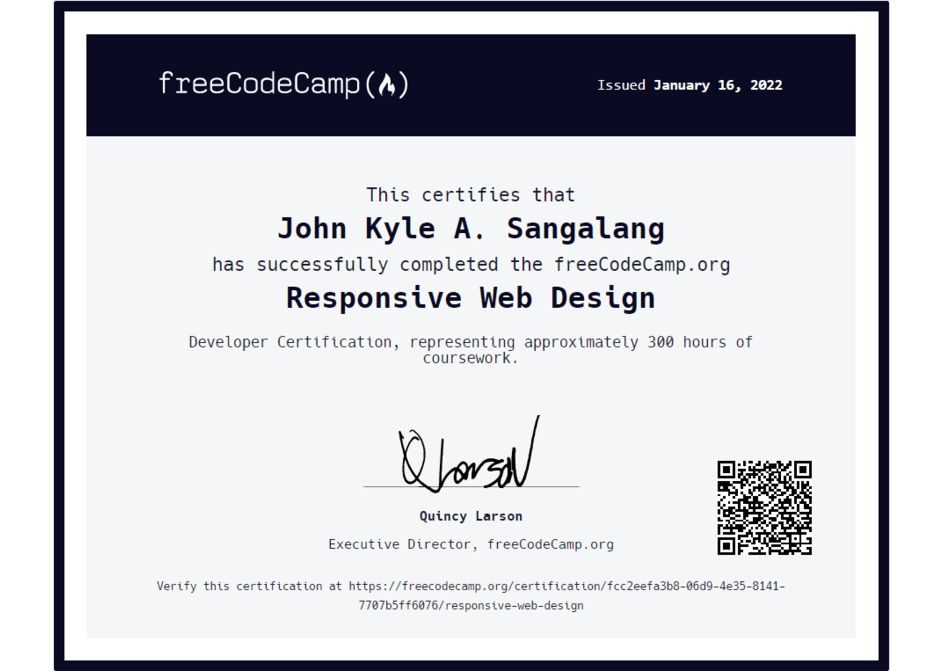 freeCodeCamp
Issued January 16, 2022
This certifies that
John Kyle A. Sangalang
has successfully completed the freeCodeCamp.org
Responsive Web Design
Developer Certification, representing approximately 300 hours of
coursework.
Q Larson
Quincy Larson
Executive Director, freeCodeCamp.org
Verify this certification at https://freecodecamp.org/certification/fcc2eefa3b8-06d9-4e35-8141-
7707b5ff6076/responsive-web-design